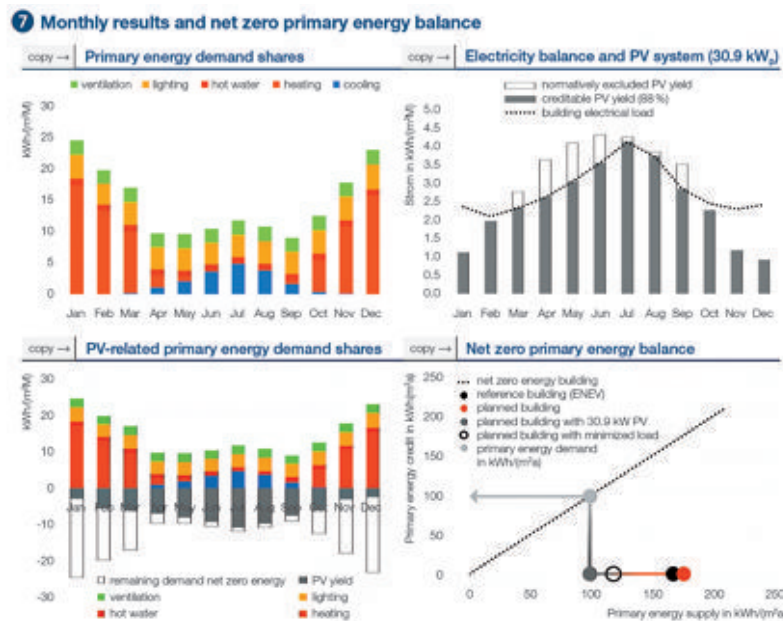 7 Monthly results and net zero primary energy balance
copy → Primary energy demand shares
ventilation lighting hot water heating cooling
kWh/(m²M)
30
25
20
15
10
5
0
Jan Feb Mar Apr May Jun Jul Aug Sep Oct Nov Dec
copy → Electricity balance and PV system (30.9 kWp)
normatively excluded PV yield
creditable PV yield (88%)
building electrical load
Strom in kWh/(m²M)
5.0
4.5
4.0
3.5
3.0
2.5
2.0
1.5
1.0
0.5
0.0
Jan Feb Mar Apr May Jun Jul Aug Sep Oct Nov Dec
copy → PV-related primary energy demand shares
kWh/(m²M)
30
20
10
0
Jan Feb Mar Apr May Jun Jul Aug Sep Oct Nov Dec
-10
-20
-30
remaining demand net zero energy PV yield
ventilation lighting
hot water heating
copy → Net zero primary energy balance
Primary energy credit in kWh/(m²a)
250
200
150
100
50
0
net zero energy building
reference building (ENEV)
planned building
planned building with 30.9 kW PV
planned building with minimized load
primary energy demand
in kWh/(m²a)
0 50 100 150 200 250
Primary energy supply in kWh/(m²a)